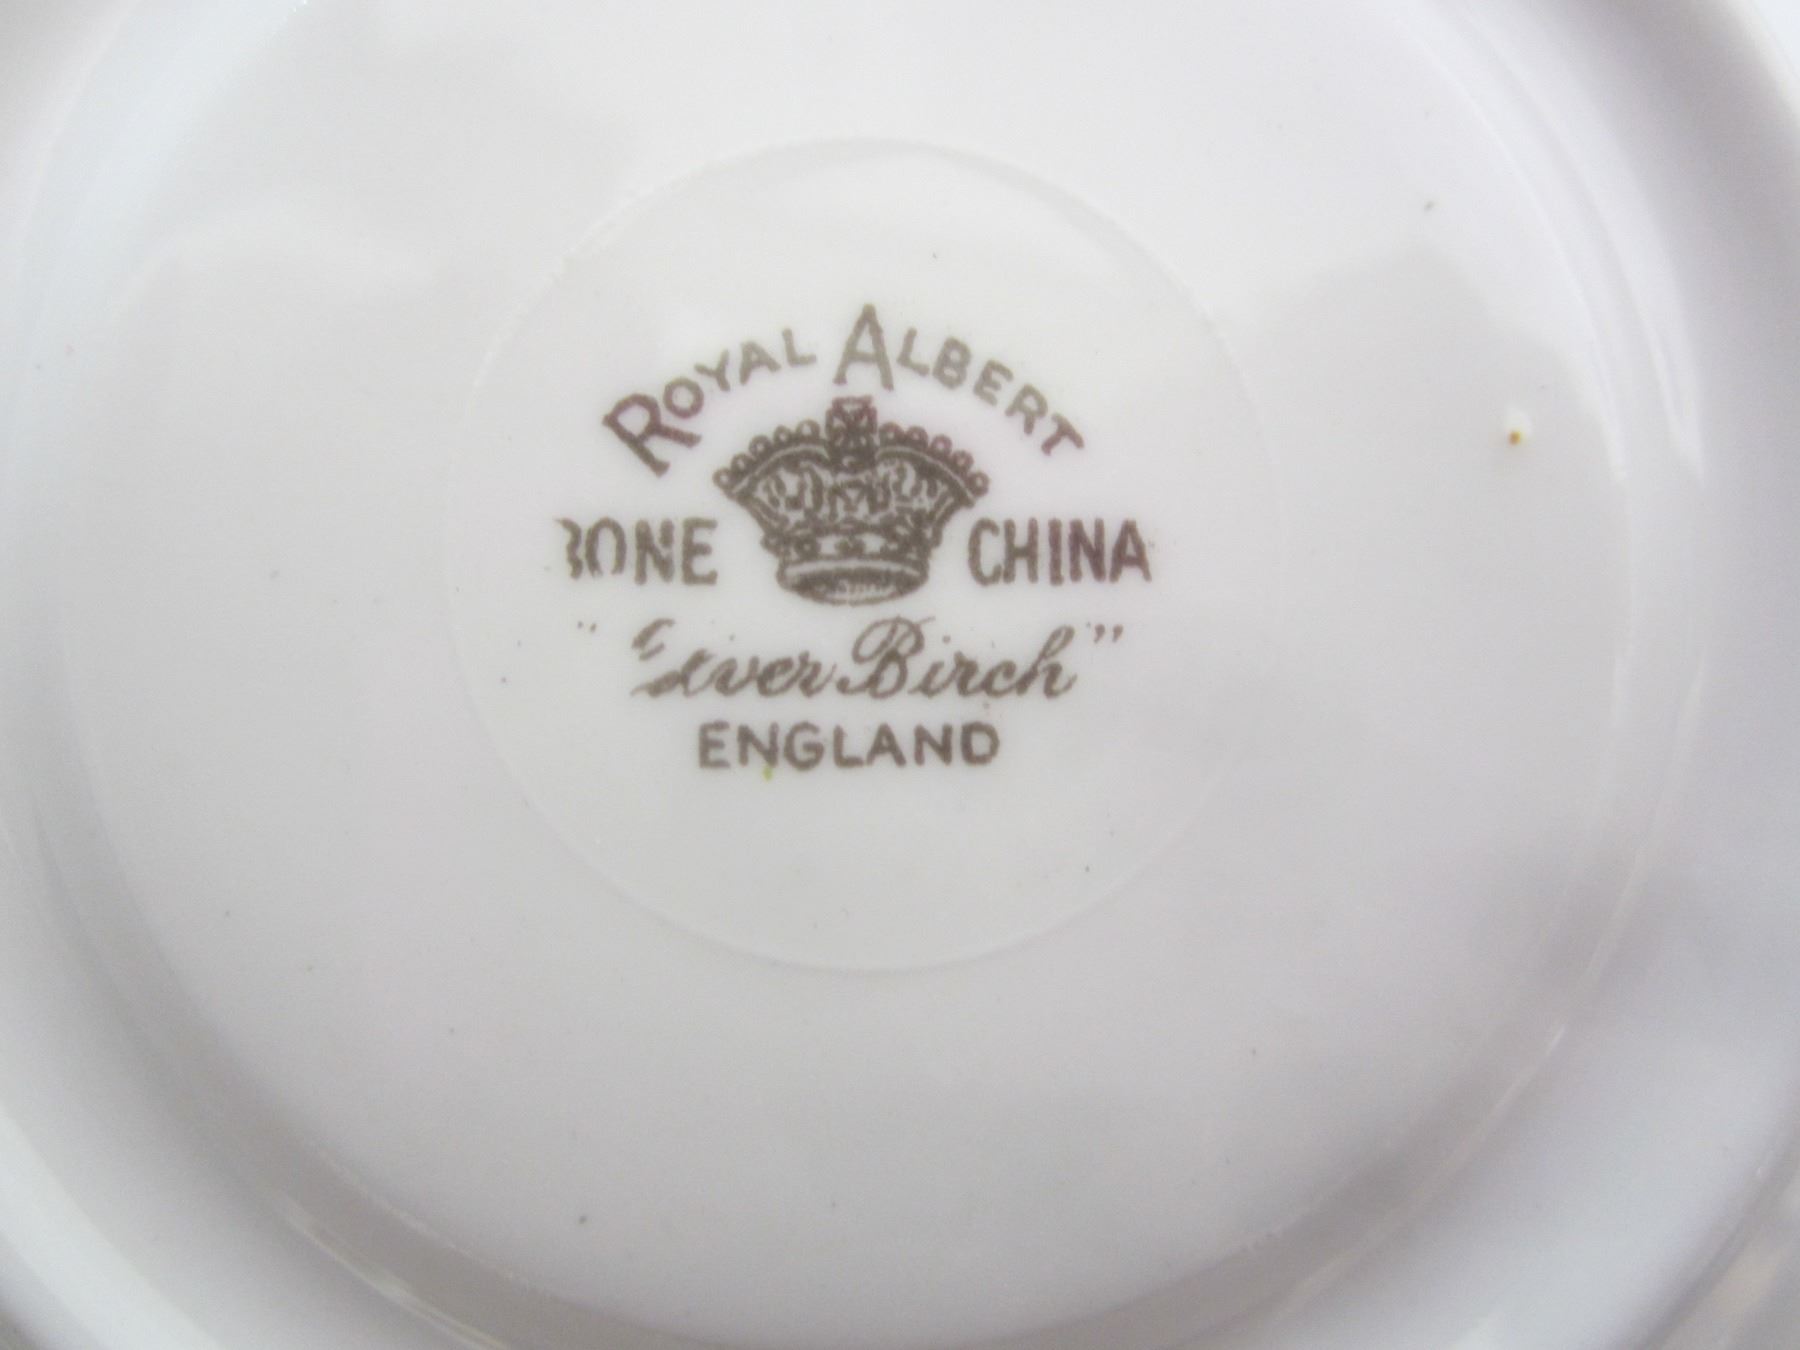 ROYAL ALBERT
BONE CHINA
"Silver Birch"
ENGLAND